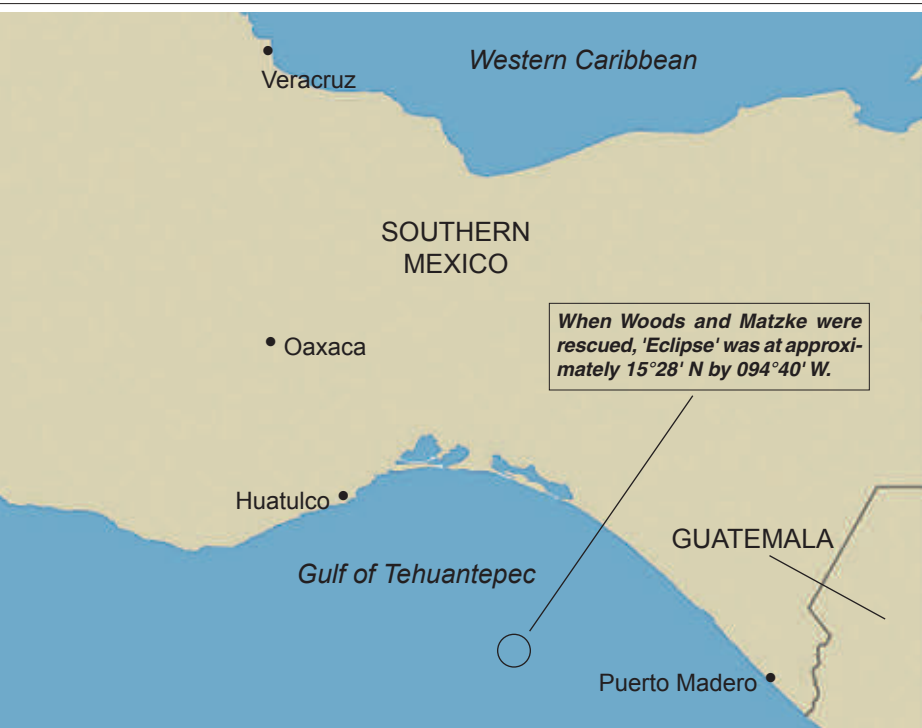 Western Caribbean
Veracruz
SOUTHERN
MEXICO
When Woods and Matzke were
rescued, 'Eclipse' was at approxi-
mately 15°28' N by 094°40' W.
Oaxaca
Huatulco
GUATEMALA
Gulf of Tehuantepec
Puerto Madero